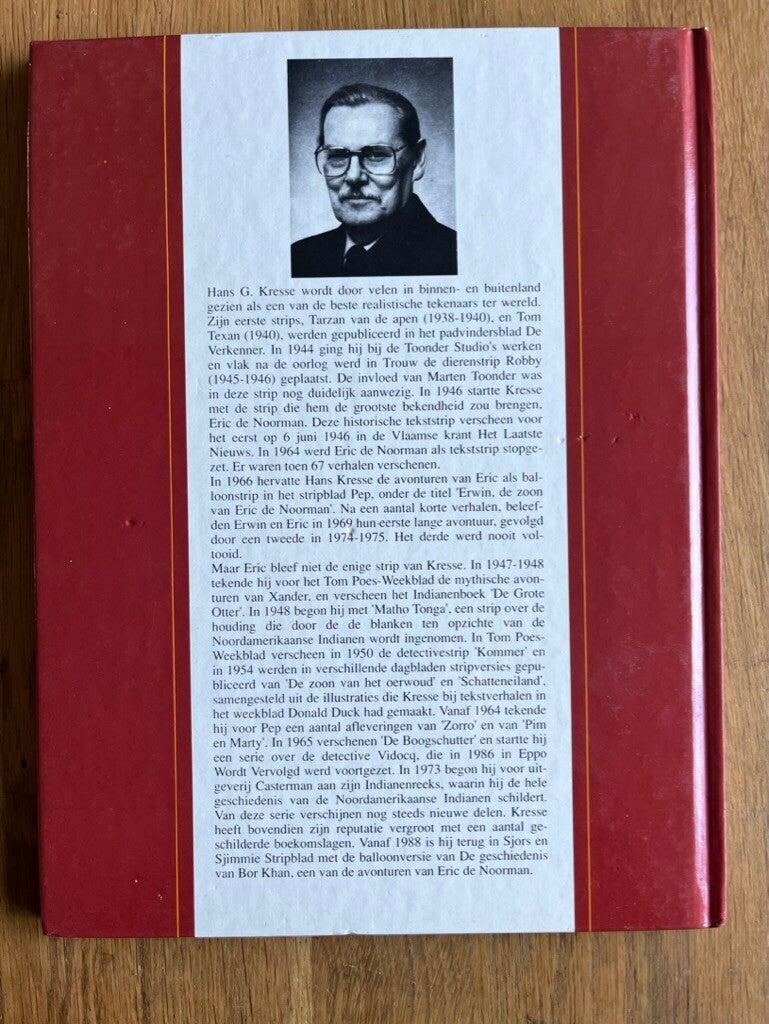 Hans G. Kresse wordt door velen in binnen- en buitenland
gezien als een van de beste realistische tekenaars ter wereld.
Zijn eerste strips, Tarzan van de apen (1938-1940), en Tom
Texan (1940), werden gepubliceerd in het padvindersblad De
Verkenner. In 1944 ging hij bij de Toonder Studio's werken
en vlak na de oorlog werd in Trouw de dierenstrip Robby
(1945-1946) geplaatst. De invloed van Marten Toonder was
in deze strip nog duidelijk aanwezig. In 1946 startte Kresse
met de strip die hem de grootste bekendheid zou brengen,
Eric de Noorman. Deze historische tekststrip verscheen voor
het eerst op 6 juni 1946 in de Vlaamse krant Het Laatste
Nieuws. In 1964 werd Eric de Noorman als tekststrip stopge-
zet. Er waren toen 67 verhalen verschenen.
In 1966 hervatte Hans Kresse de avonturen van Eric als bal-
loonstrip in het stripblad Pep, onder de titel 'Erwin, de zoon
van Eric de Noorman'. Na een aantal korte verhalen, beleef-
den Erwin en Eric in 1969 hun eerste lange avontuur, gevolgd
door een tweede in 1974-1975. Het derde werd nooit vol-
tooid.
Maar Eric bleef niet de enige strip van Kresse. In 1947-1948
tekende hij voor het Tom Poes-Weekblad de mythische avon-
turen van Xander, en verscheen het Indianenboek 'De Grote
Otter'. In 1948 begon hij met 'Matho Tonga', een strip over de
houding die door de de blanken ten opzichte van de
Noordamerikaanse Indianen wordt ingenomen. In Tom Poes-
Weekblad verscheen in 1950 de detectivestrip 'Kommer' en
in 1954 werden in verschillende dagbladen stripversies gepu-
bliceerd van 'De zoon van het oerwoud' en 'Schatteneiland',
samengesteld uit de illustraties die Kresse bij tekstverhalen in
het weekblad Donald Duck had gemaakt. Vanaf 1964 tekende
hij voor Pep een aantal afleveringen van 'Zorro' en van 'Pim
en Marty'. In 1965 verschenen 'De Boogschutter' en startte hij
een serie over de detective Vidocq, die in 1986 in Eppo
Wordt Vervolgd werd voortgezet. In 1973 begon hij voor uit-
geverij Casterman aan zijn Indianenreeks, waarin hij de hele
geschiedenis van de Noordamerikaanse Indianen schildert.
Van deze serie verschijnen nog steeds nieuwe delen. Kresse
heeft bovendien zijn reputatie vergroot met een aantal ge-
schilderde boekomslagen. Vanaf 1988 is hij terug in Sjors en
Sjimmie Stripblad met de balloonversie van De geschiedenis
van Bor Khan, een van de avonturen van Eric de Noorman.